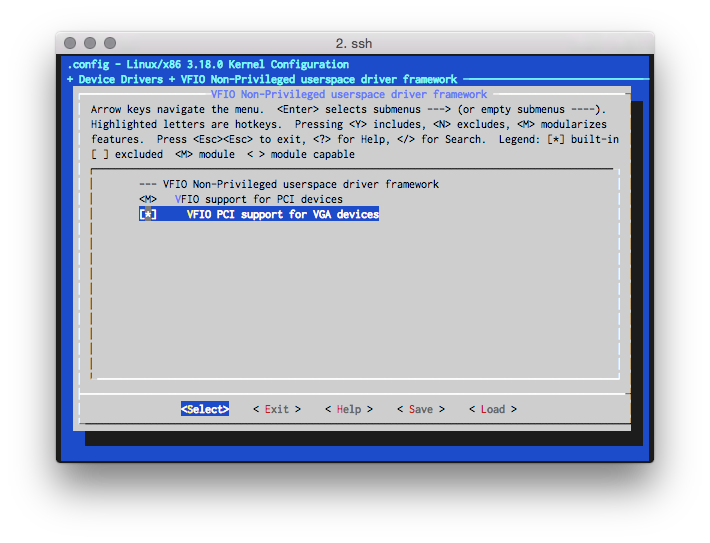 2. ssh
.config - Linux/x86 3.18.0 Kernel Configuration
+ Device Drivers + VFIO Non-Privileged userspace driver framework
VFIO Non-Privileged userspace driver framework
Arrow keys navigate the menu.  <Enter> selects submenus ---> (or empty submenus ----).
Highlighted letters are hotkeys.  Pressing <Y> includes, <N> excludes, <M> modularizes
features.  Press <Esc><Esc> to exit, <?> for Help, </> for Search.  Legend: [*] built-in
[ ] excluded  <M> module  < > module capable
--- VFIO Non-Privileged userspace driver framework
<M>   VFIO support for PCI devices
[*]     VFIO PCI support for VGA devices
<Select>    < Exit >    < Help >    < Save >    < Load >